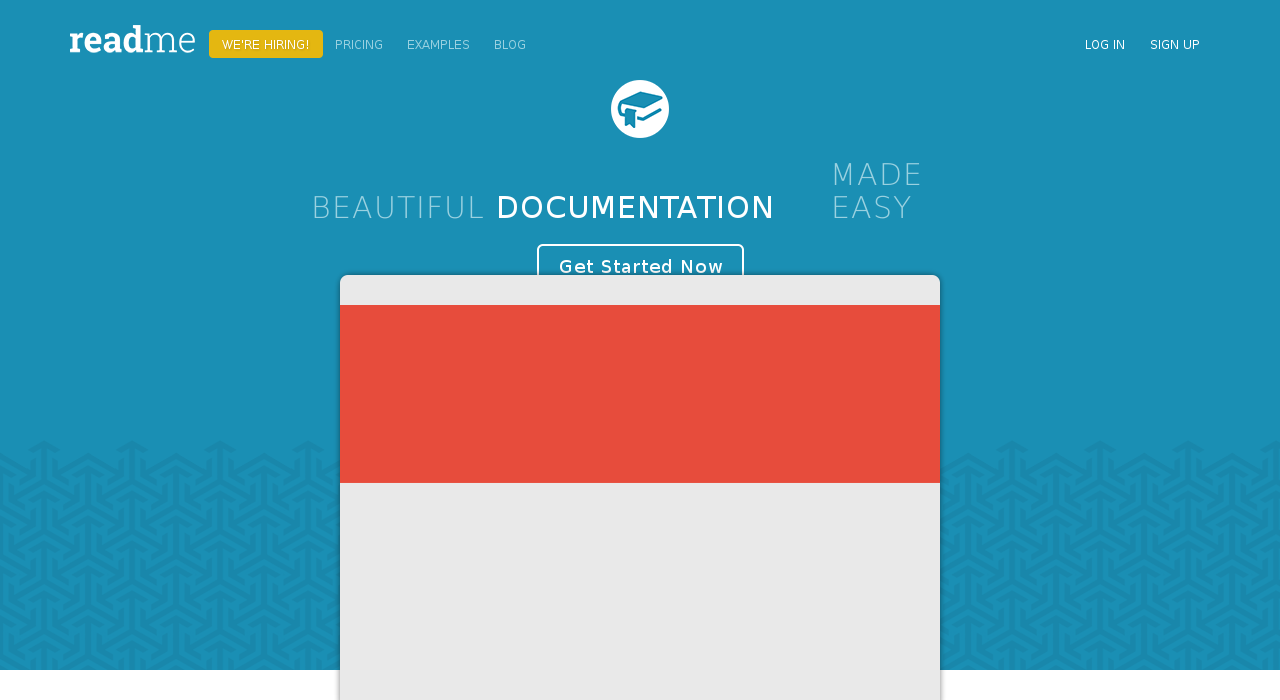 readme WE'RE HIRING! PRICING EXAMPLES BLOG LOG IN SIGN UP
BEAUTIFUL DOCUMENTATION MADE EASY
Get Started Now